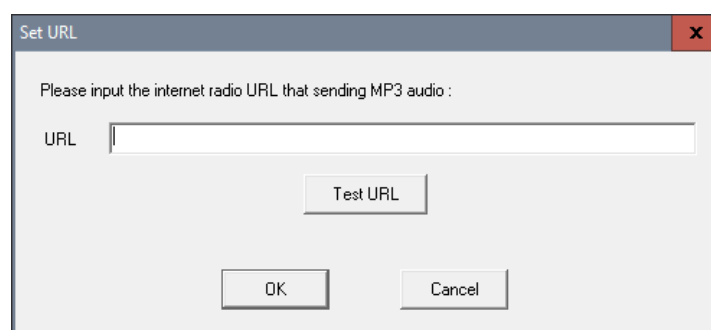 Set URL
Please input the internet radio URL that sending MP3 audio :
URL
Test URL
OK Cancel